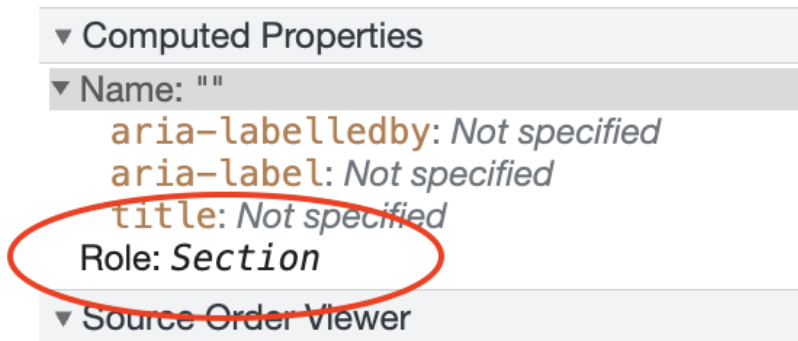 Computed Properties
Name: ""
aria-labelledby: Not specified
aria-label: Not specified
title: Not specified
Role: Section
Source Order Viewer